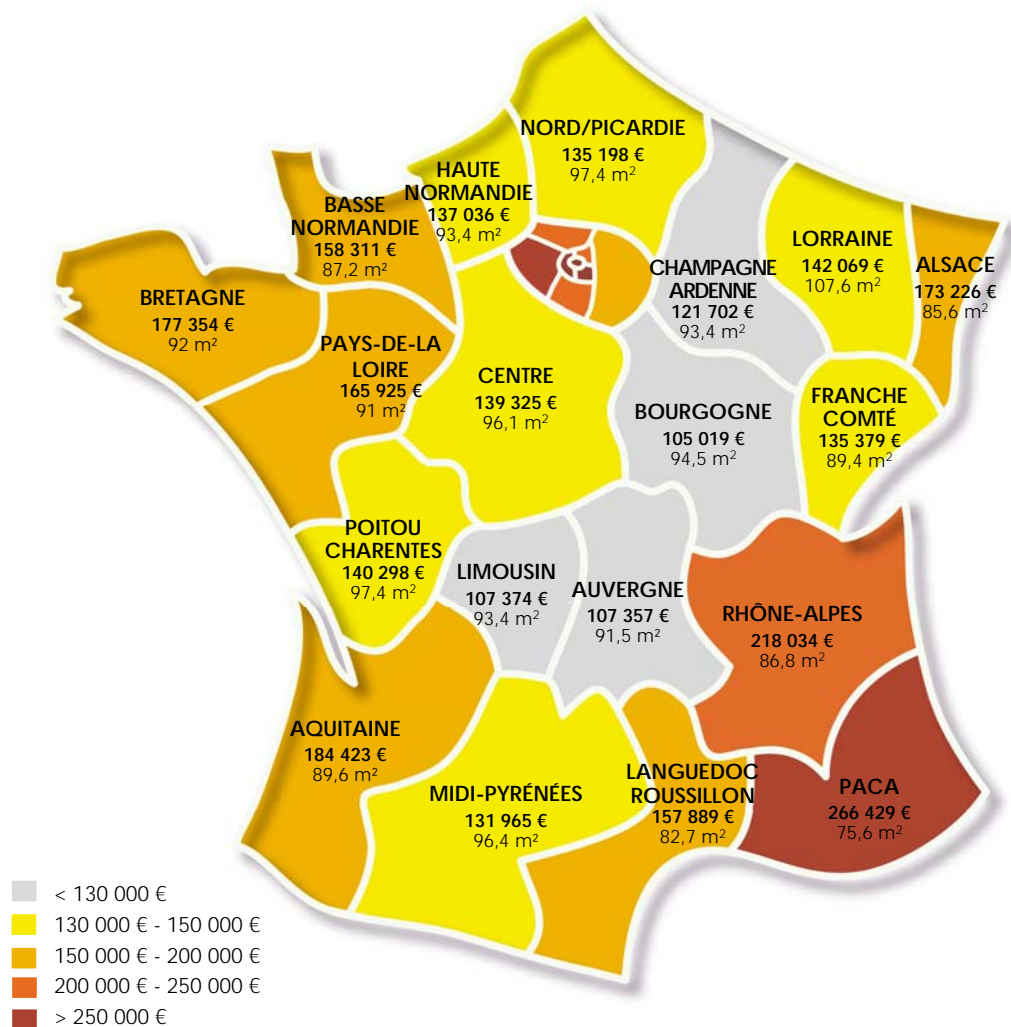 NORD/PICARDIE
135 198 €
97,4 m²
HAUTE
NORMANDIE
137 036 €
93,4 m²
BASSE
NORMANDIE
158 311 €
87,2 m²
LORRAINE
142 069 €
107,6 m²
ALSACE
173 226 €
85,6 m²
CHAMPAGNE
ARDENNE
121 702 €
93,4 m²
BRETAGNE
177 354 €
92 m²
PAYS-DE-LA
LOIRE
165 925 €
91 m²
CENTRE
139 325 €
96,1 m²
BOURGOGNE
105 019 €
94,5 m²
FRANCHE
COMTÉ
135 379 €
89,4 m²
POITOU
CHARENTES
140 298 €
97,4 m²
LIMOUSIN
107 374 €
93,4 m²
AUVERGNE
107 357 €
91,5 m²
RHÔNE-ALPES
218 034 €
86,8 m²
AQUITAINE
184 423 €
89,6 m²
MIDI-PYRÉNÉES
131 965 €
96,4 m²
LANGUEDOC
ROUSSILLON
157 889 €
82,7 m²
PACA
266 429 €
75,6 m²
< 130 000 €
130 000 € - 150 000 €
150 000 € - 200 000 €
200 000 € - 250 000 €
> 250 000 €